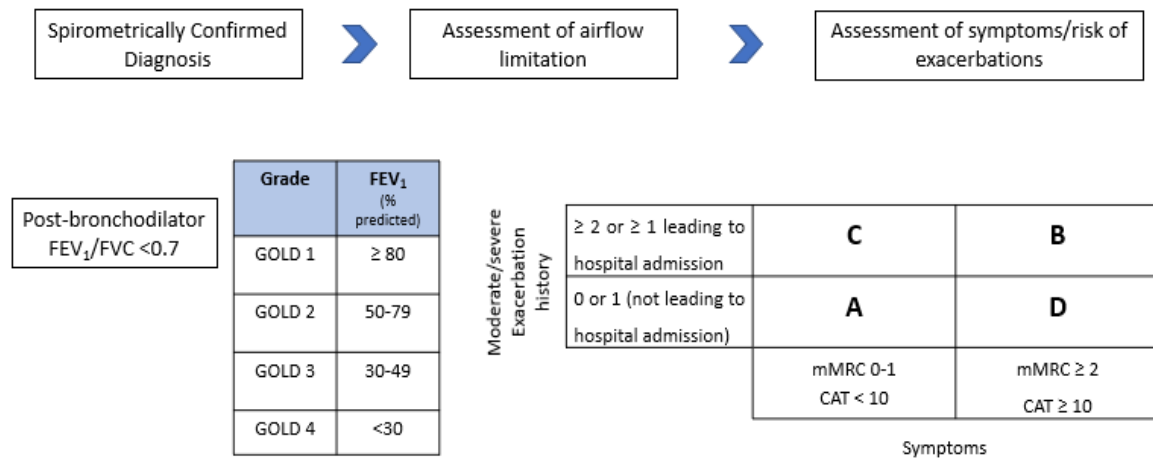 Spirometrically Confirmed
Diagnosis
Assessment of airflow
limitation
Assessment of symptoms/risk of
exacerbations
Post-bronchodilator
FEV₁/FVC <0.7
Grade
FEV₁
(%
predicted)
GOLD 1
≥ 80
GOLD 2
50-79
GOLD 3
30-49
GOLD 4
<30
Moderate/severe
Exacerbation
history
≥ 2 or ≥ 1 leading to
hospital admission
C
B
0 or 1 (not leading to
hospital admission)
A
D
mMRC 0-1
CAT < 10
mMRC ≥ 2
CAT ≥ 10
Symptoms